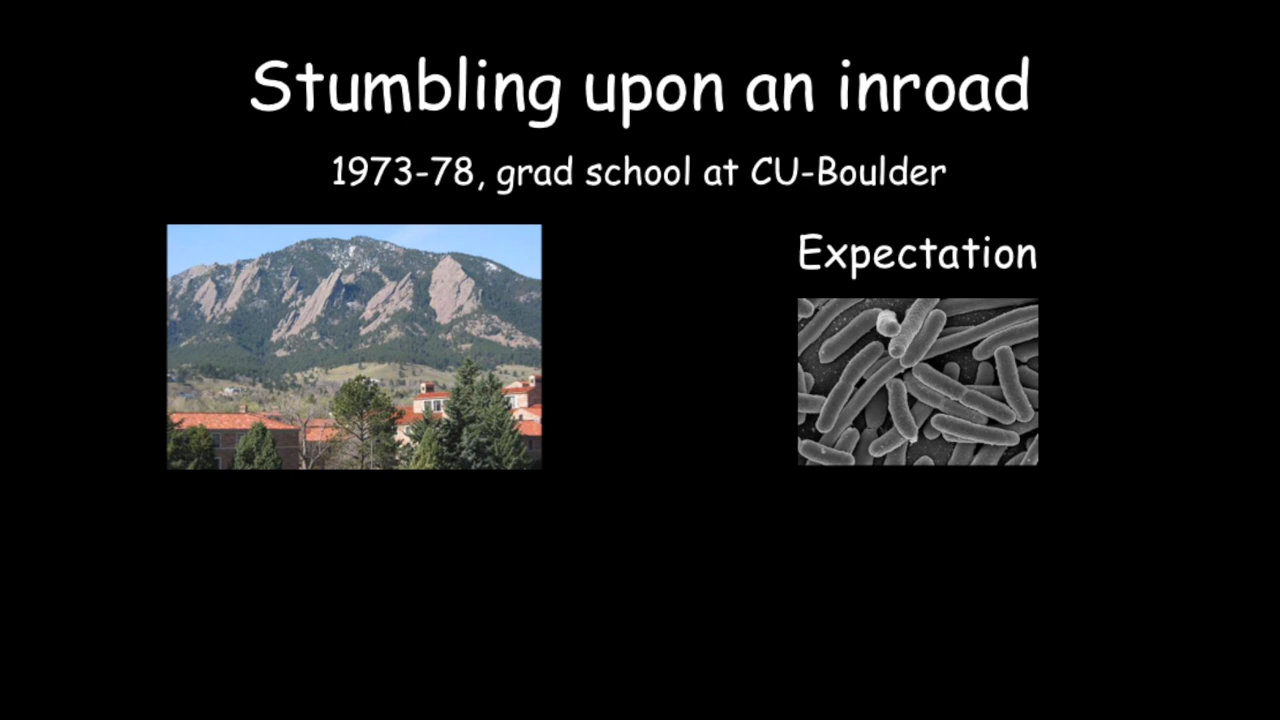 Stumbling upon an inroad
1973-78, grad school at CU-Boulder
Expectation